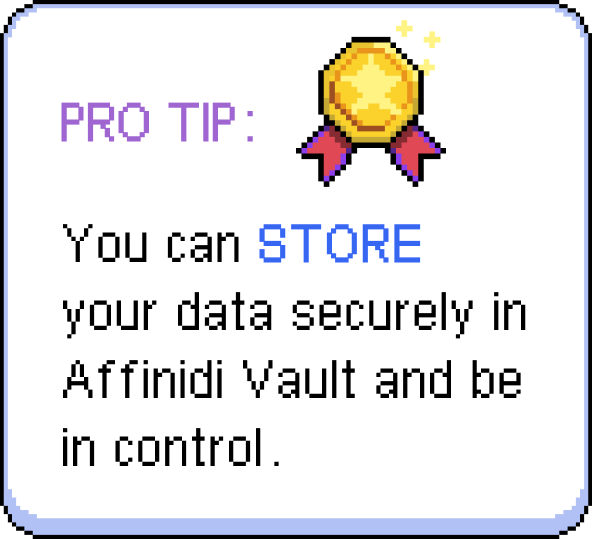 PRO TIP:
You can STORE
your data securely in
Affinidi Vault and be
in control.